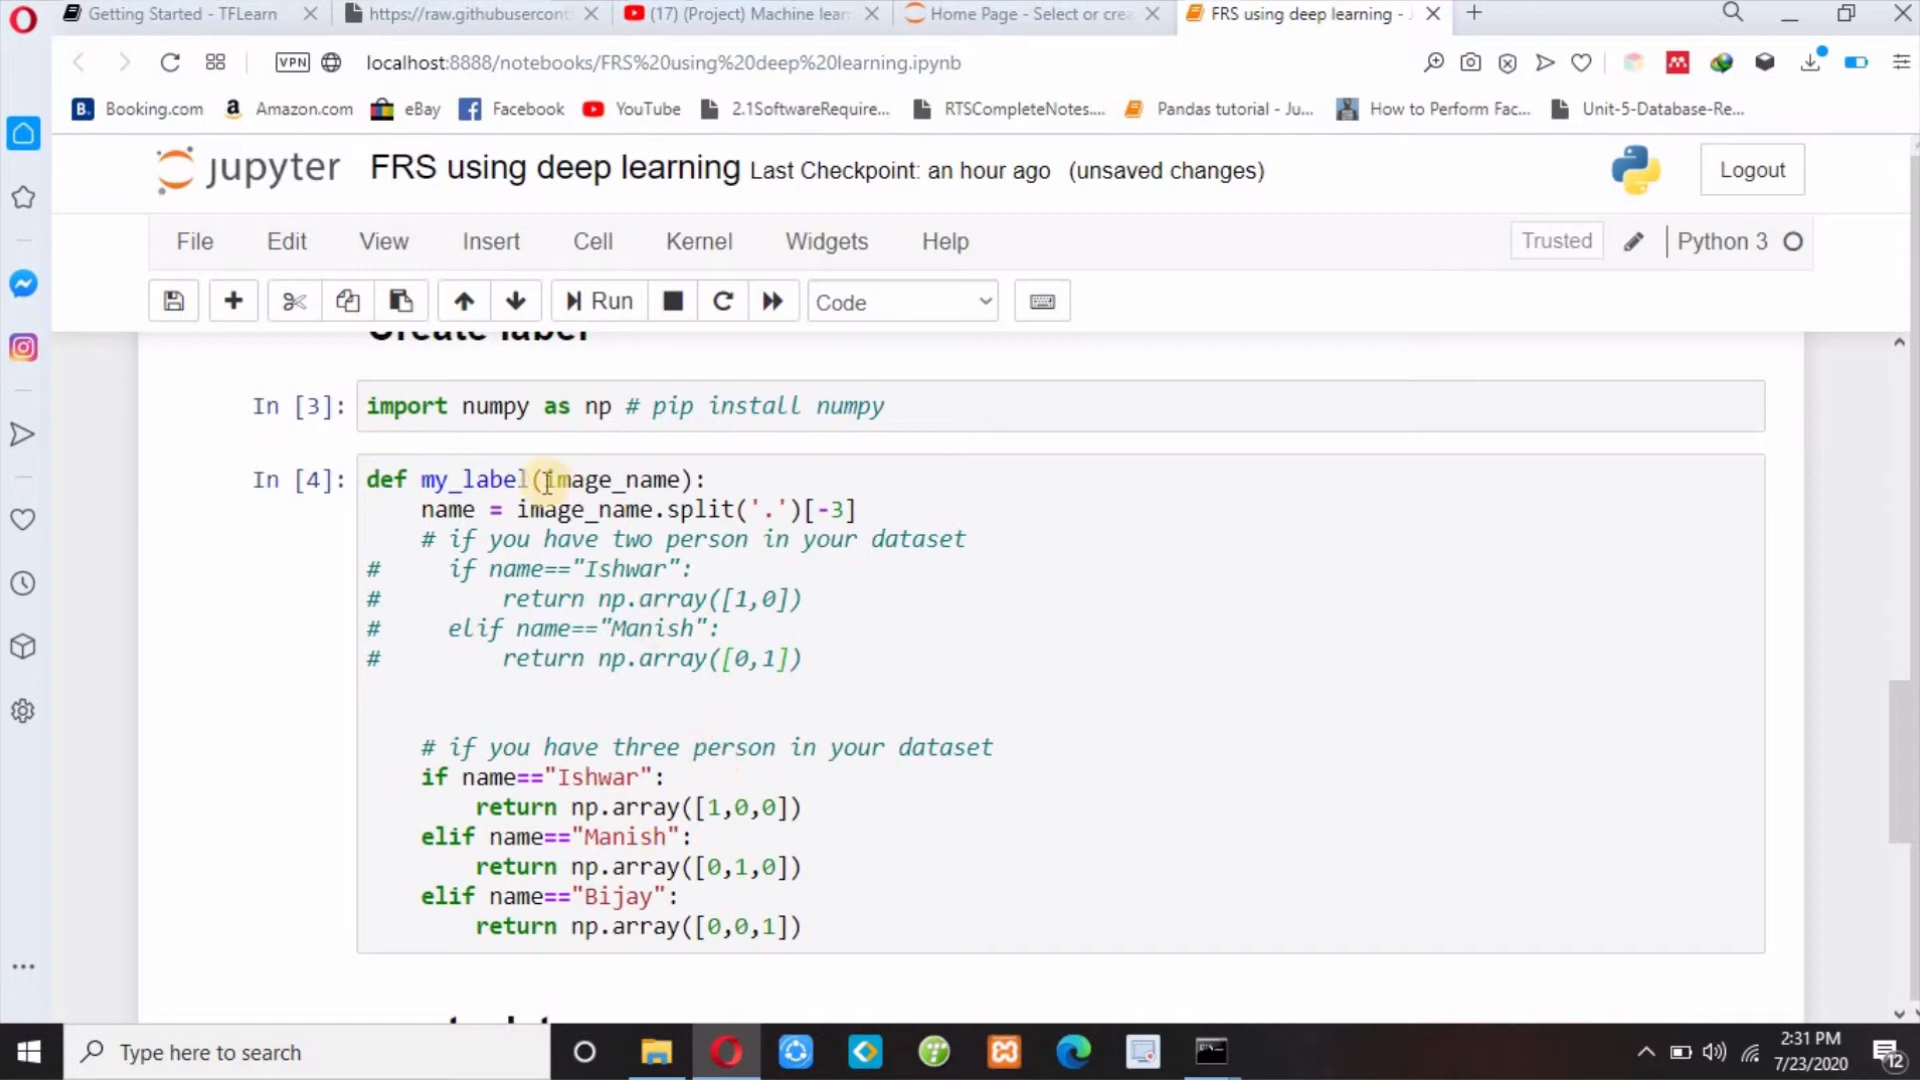 Getting Started - TFLearn
https://raw.githubusercont
(17) (Project) Machine learn
Home Page - Select or crea
FRS using deep learning -
VPN
localhost:8888/notebooks/FRS%20using%20deep%20learning.ipynb
Booking.com
Amazon.com
eBay
Facebook
YouTube
2.1SoftwareRequire...
RTSCompleteNotes....
Pandas tutorial - Ju...
How to Perform Fac...
Unit-5-Database-Re...
jupyter FRS using deep learning Last Checkpoint: an hour ago (unsaved changes)
Logout
File Edit View Insert Cell Kernel Widgets Help
Trusted
Python 3
Run
Code
Create label
In [3]: import numpy as np # pip install numpy
In [4]: def my_label(image_name):
name = image_name.split('.')[-3]
# if you have two person in your dataset
# if name=="Ishwar":
# return np.array([1,0])
# elif name=="Manish":
# return np.array([0,1])
# if you have three person in your dataset
if name=="Ishwar":
return np.array([1,0,0])
elif name=="Manish":
return np.array([0,1,0])
elif name=="Bijay":
return np.array([0,0,1])
Type here to search
2:31 PM
7/23/2020
12